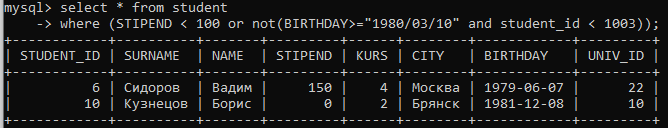 mysql> select * from student
    -> where (STIPEND < 100 or not(BIRTHDAY>="1980/03/10" and student_id < 1003));
+------------+----------+-------+---------+------+--------+------------+---------+
| STUDENT_ID | SURNAME  | NAME  | STIPEND | KURS | CITY   | BIRTHDAY   | UNIV_ID |
+------------+----------+-------+---------+------+--------+------------+---------+
|          6 | Сидоров  | Вадим |     150 |    4 | Москва | 1979-06-07 |      22 |
|         10 | Кузнецов | Борис |       0 |    2 | Брянск | 1981-12-08 |      10 |
+------------+----------+-------+---------+------+--------+------------+---------+